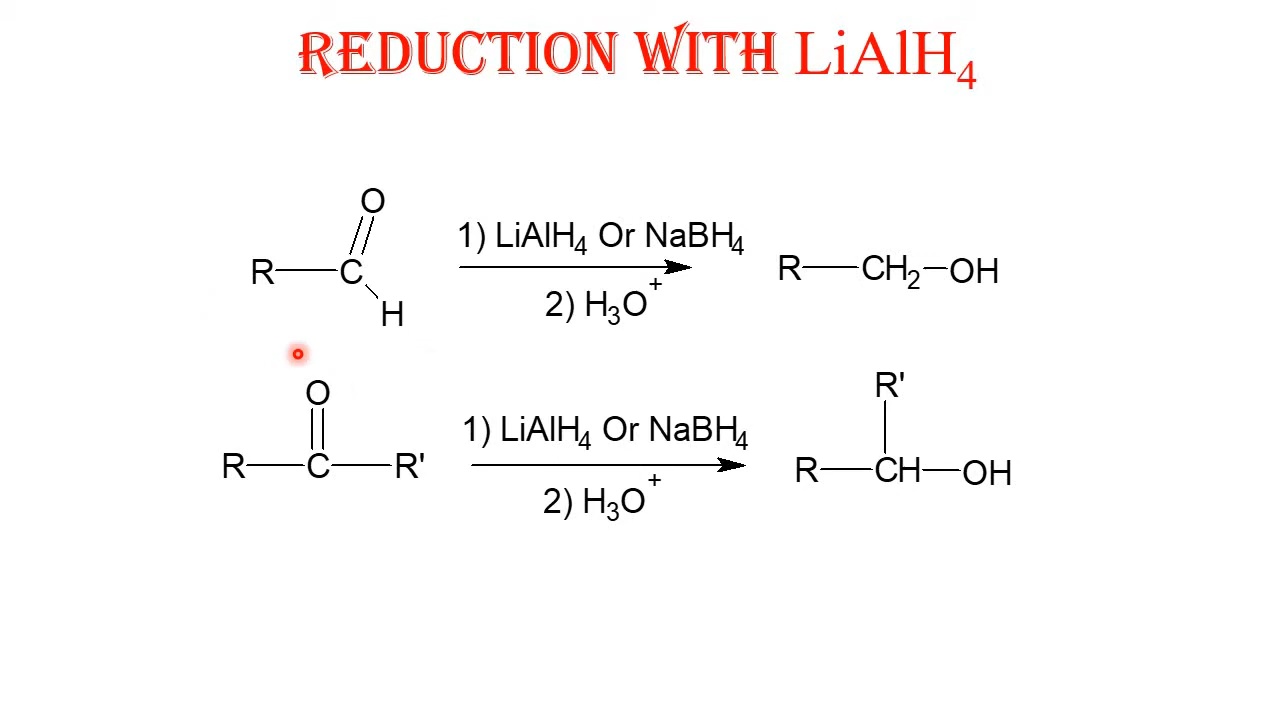 REDUCTION WITH LiAlH4
O
R C H
1) LiAlH4 Or NaBH4
2) H3O+
R CH2 OH
O
R C R'
1) LiAlH4 Or NaBH4
2) H3O+
R'
R CH OH